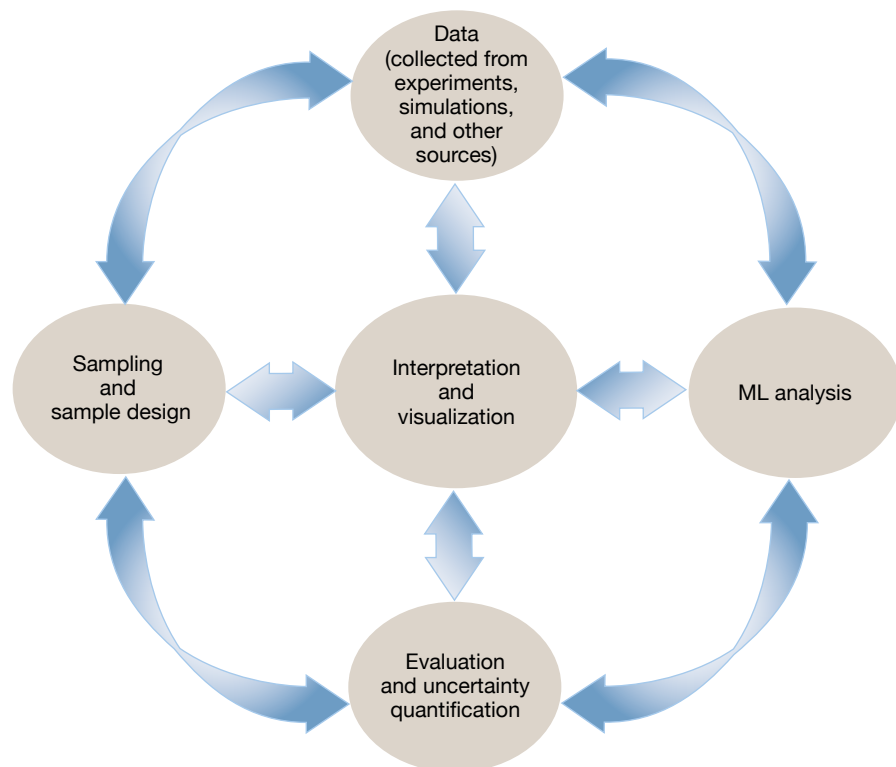 Data
(collected from
experiments,
simulations,
and other
sources)
Sampling
and
sample design
Interpretation
and
visualization
ML analysis
Evaluation
and uncertainty
quantification